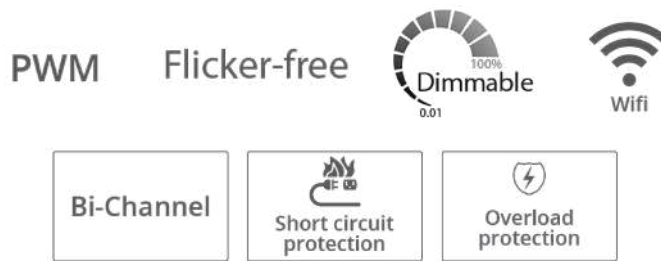 PWM
Flicker-free
100%
Dimmable
0.01
Wifi
Bi-Channel
Short circuit
protection
Overload
protection